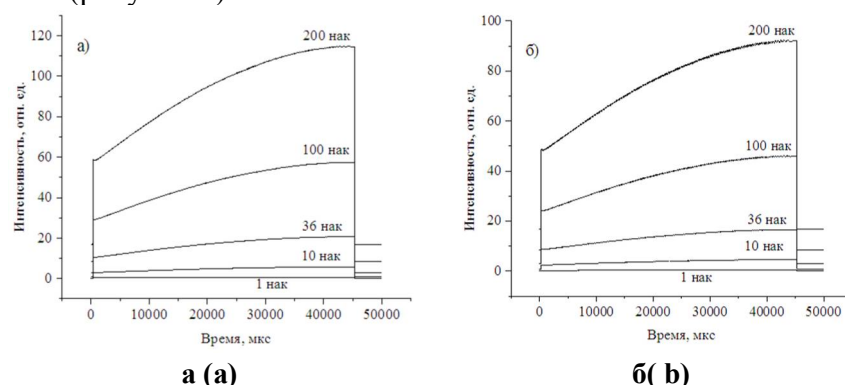 а)
200 нак
100 нак
36 нак
10 нак
1 нак
120
100
80
60
40
20
0
Интенсивность, отн. ед.
0
10000
20000
30000
40000
50000
Время, мкс
а (a)
б)
200 нак
100 нак
36 нак
10 нак
1 нак
100
80
60
40
20
0
Интенсивность, отн. ед.
0
10000
20000
30000
40000
50000
Время, мкс
б( b)